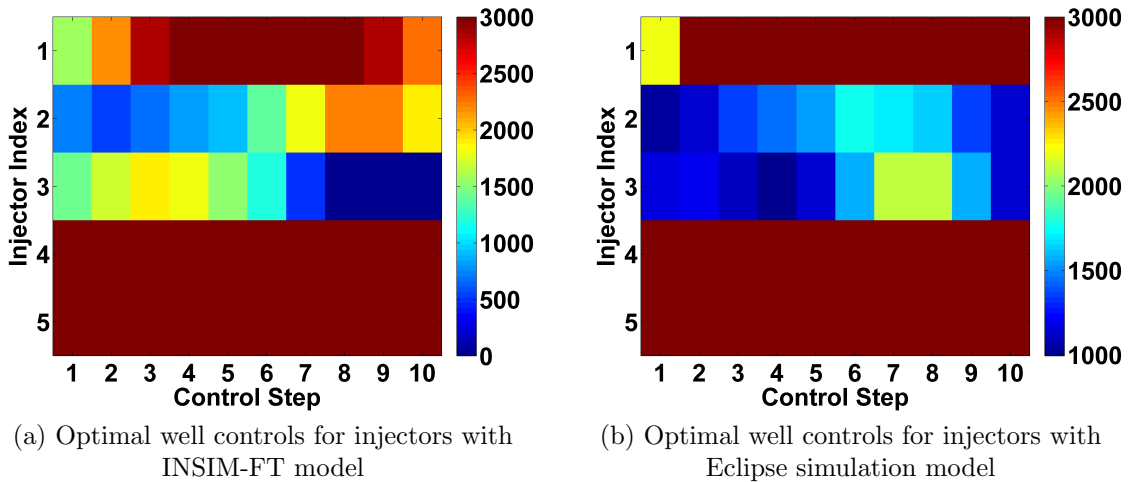 Injector Index
1
2
3
4
5
1 2 3 4 5 6 7 8 9 10
Control Step
3000
2500
2000
1500
1000
500
0
(a) Optimal well controls for injectors with
INSIM-FT model
Injector Index
1
2
3
4
5
1 2 3 4 5 6 7 8 9 10
Control Step
3000
2500
2000
1500
1000
(b) Optimal well controls for injectors with
Eclipse simulation model